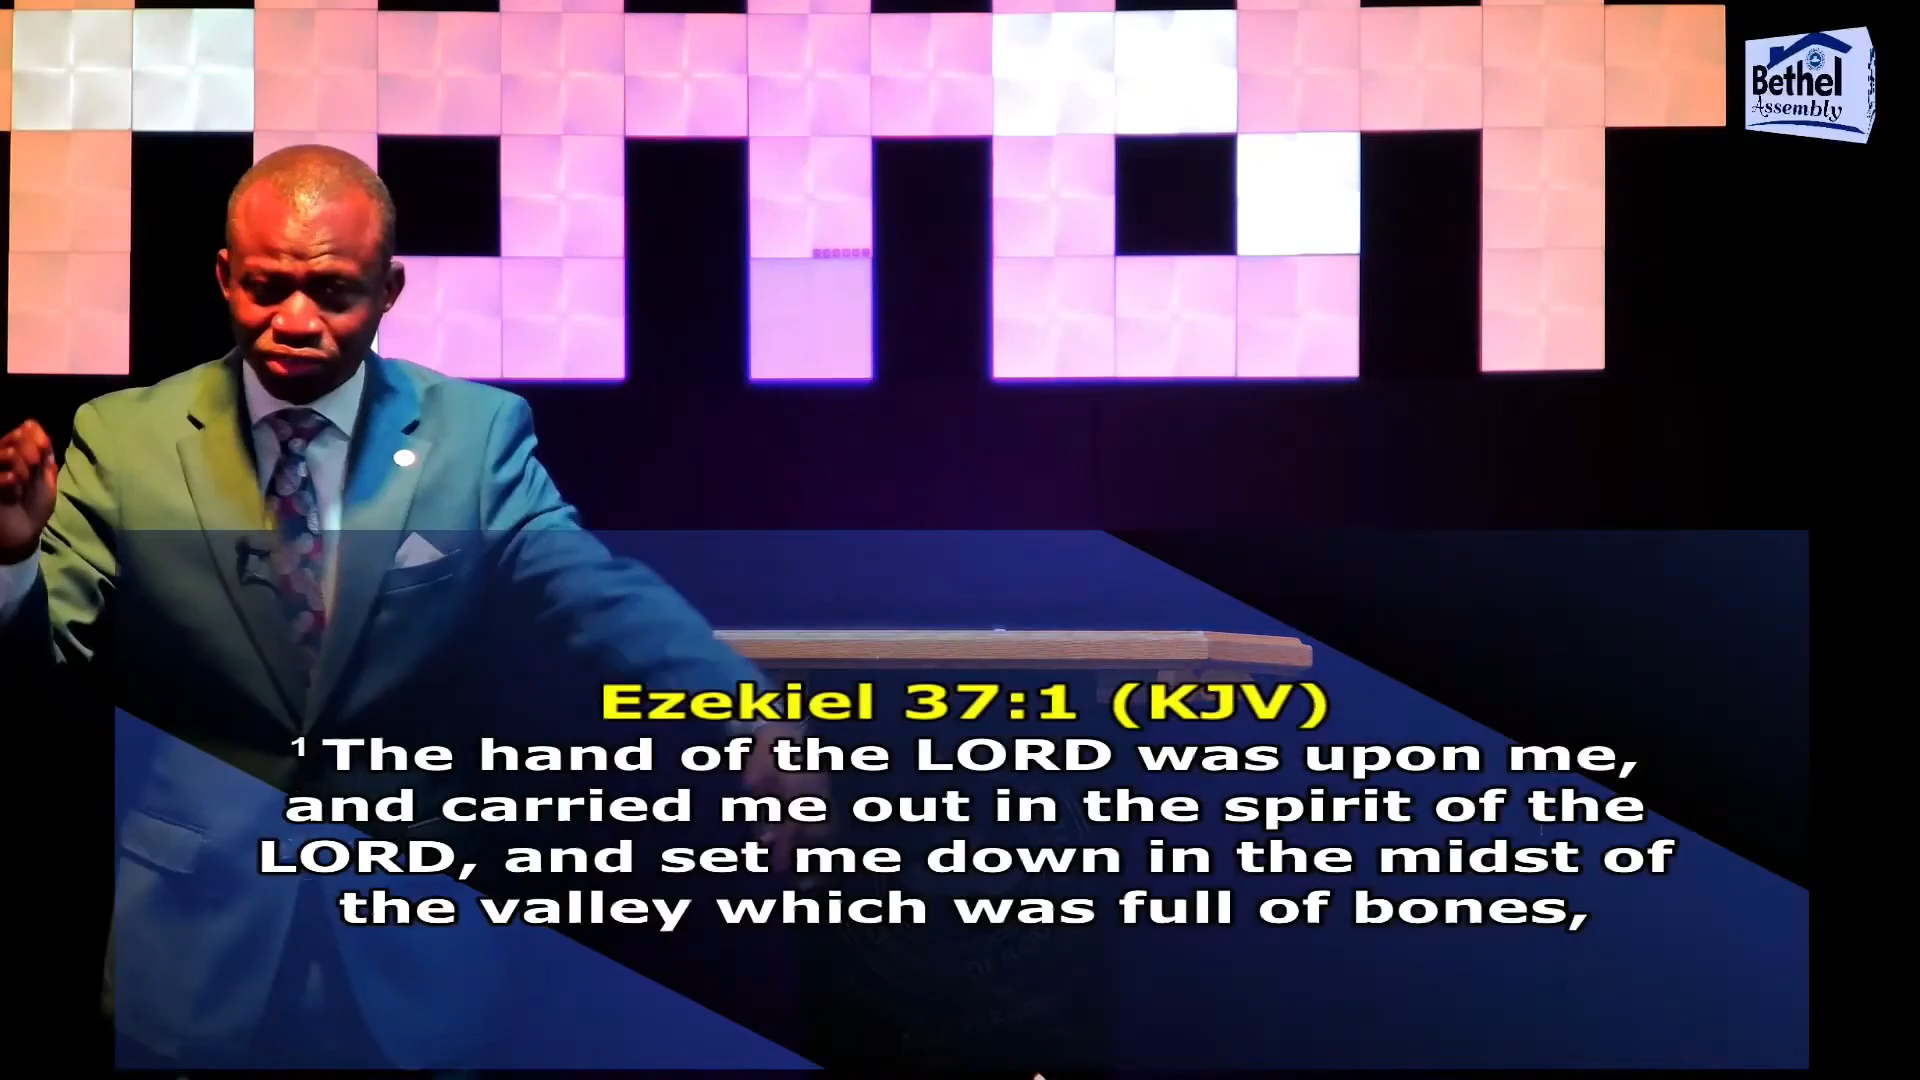 Bethel
Assembly
Ezekiel 37:1 (KJV)
1 The hand of the LORD was upon me,
and carried me out in the spirit of the
LORD, and set me down in the midst of
the valley which was full of bones,